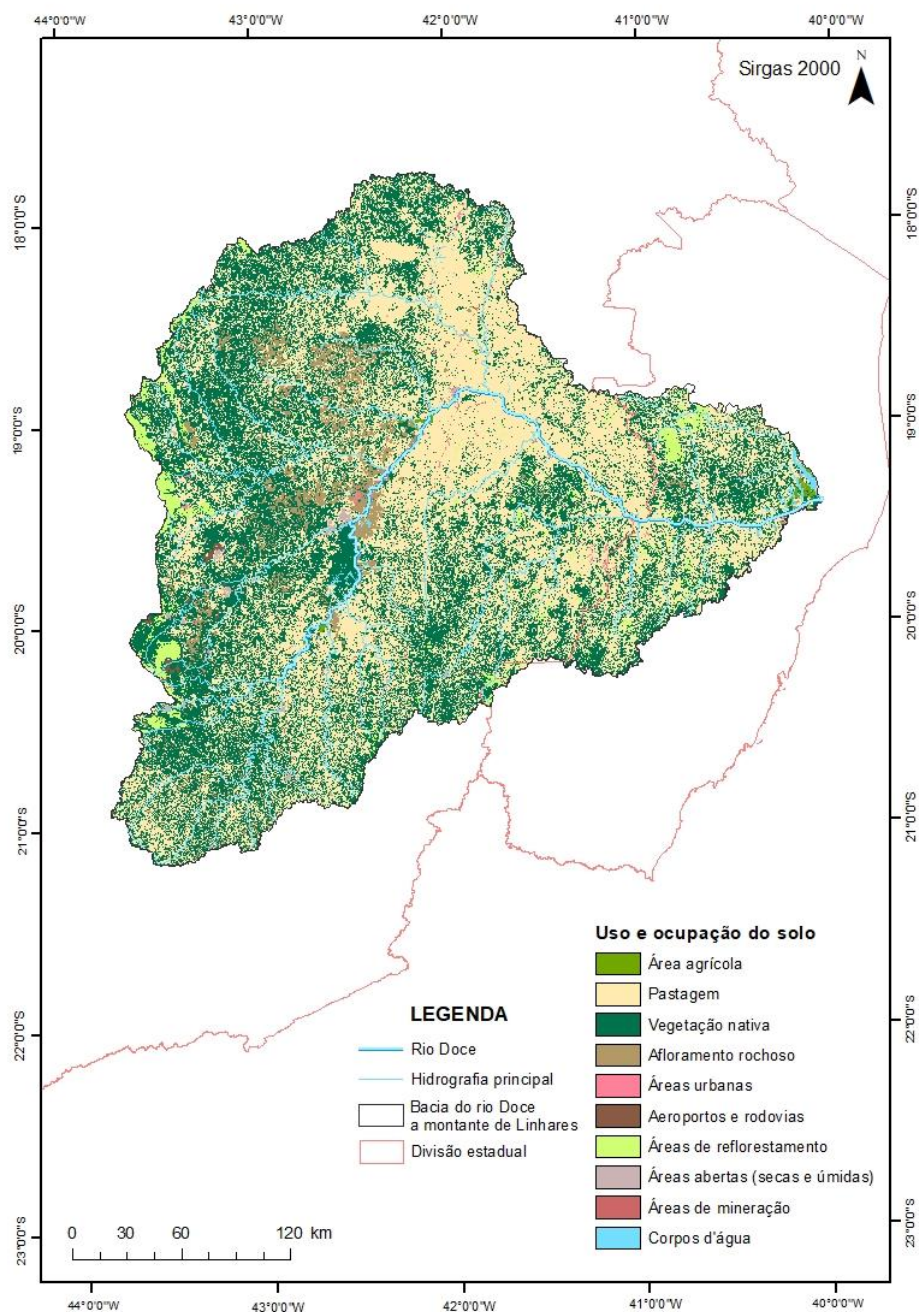 44°0'0"W 43°0'0"W 42°0'0"W 41°0'0"W 40°0'0"W
Sirgas 2000
N
18°0'0"S 18°0'0"S
19°0'0"S 19°0'0"S
20°0'0"S 20°0'0"S
21°0'0"S 21°0'0"S
22°0'0"S 22°0'0"S
23°0'0"S 23°0'0"S
LEGENDA
Rio Doce
Hidrografia principal
Bacia do rio Doce
a montante de Linhares
Divisão estadual
Uso e ocupação do solo
Área agrícola
Pastagem
Vegetação nativa
Afloramento rochoso
Áreas urbanas
Aeroportos e rodovias
Áreas de reflorestamento
Áreas abertas (secas e úmidas)
Áreas de mineração
Corpos d'água
0 30 60 120 km
44°0'0"W 43°0'0"W 42°0'0"W 41°0'0"W 40°0'0"W